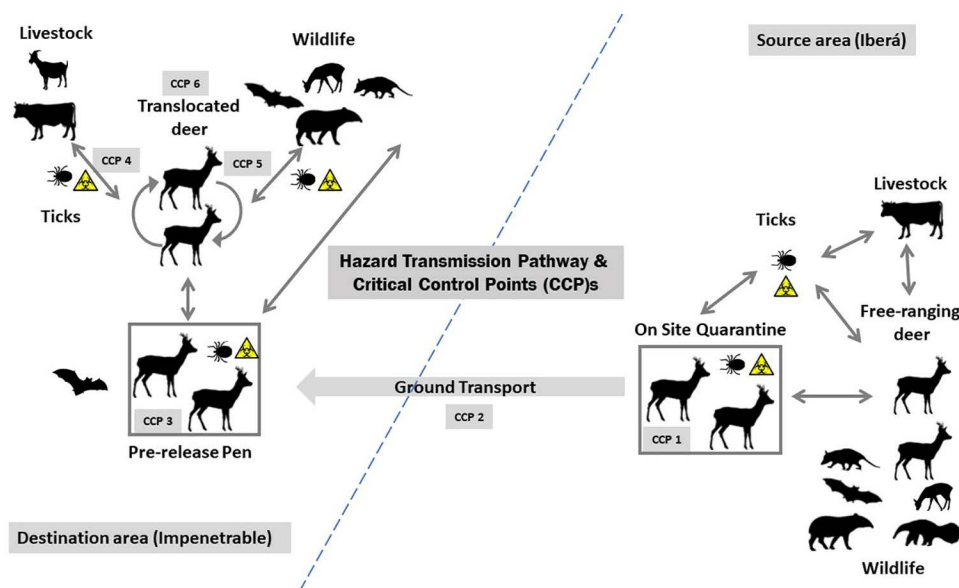 Livestock
Wildlife
Source area (Iberá)
CCP 6
Translocated
deer
CCP 4
CCP 5
Ticks
Livestock
Ticks
Hazard Transmission Pathway &
Critical Control Points (CCP)s
Free-ranging
deer
On Site Quarantine
Ground Transport
CCP 2
CCP 3
CCP 1
Pre-release Pen
Destination area (Impenetrable)
Wildlife